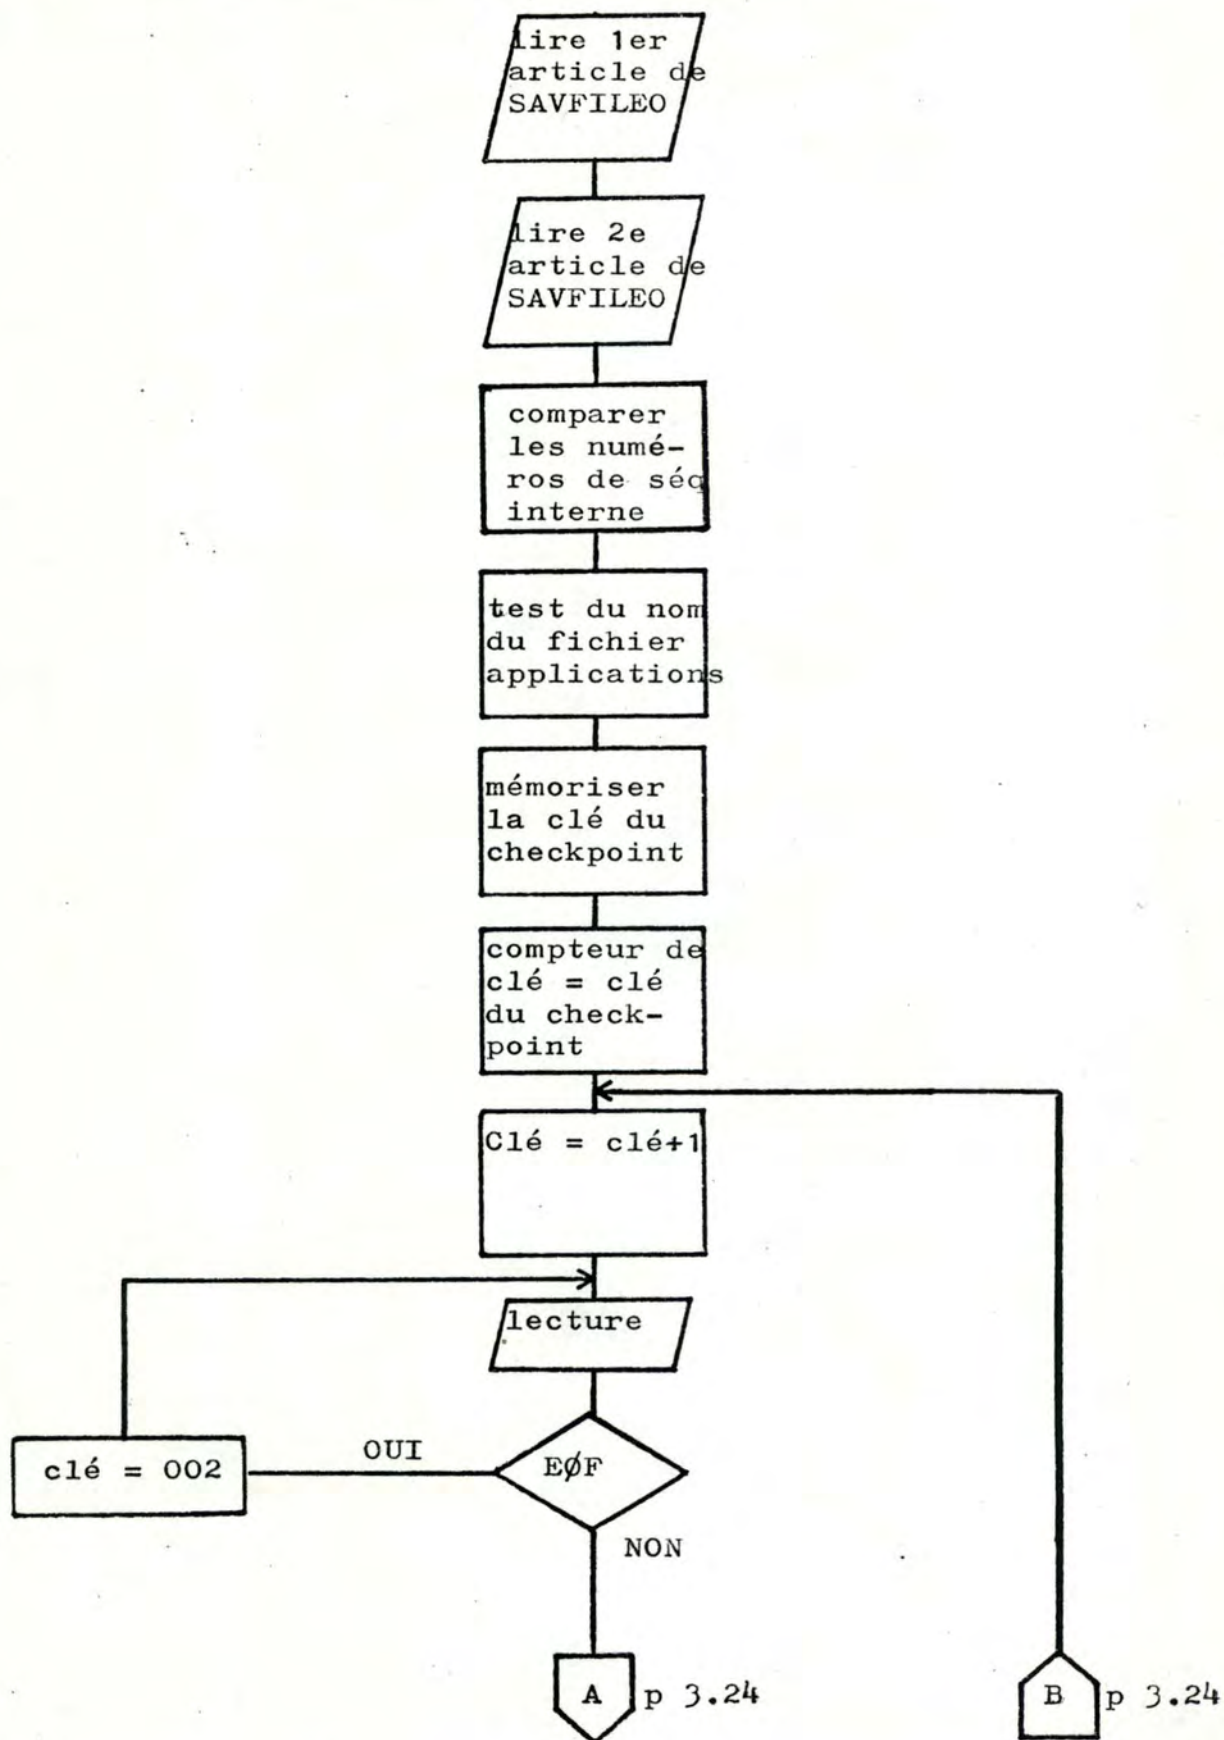 lire 1er
article de
SAVFILEO
lire 2e
article de
SAVFILEO
comparer
les numé-
ros de séq
interne
test du nom
du fichier
applications
mémoriser
la clé du
checkpoint
compteur de
clé = clé
du check-
point
Clé = clé+1
lecture
clé = 002
OUI
EØF
NON
A
p 3.24
B
p 3.24